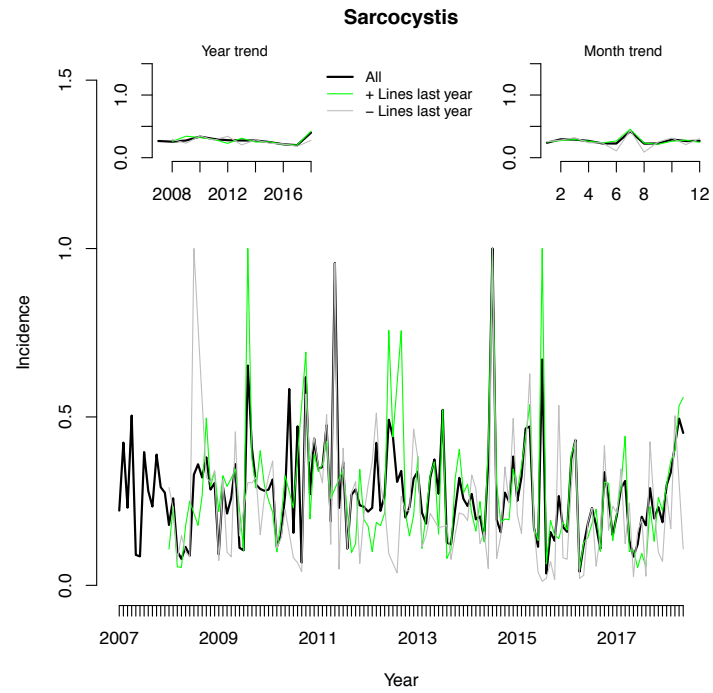 Sarcocystis
Year trend
Month trend
All
+ Lines last year
− Lines last year
1.0
0.0
2008 2012 2016
1.0
0.0
2 4 6 8 12
1.5
1.0
0.5
0.0
Incidence
2007 2009 2011 2013 2015 2017
Year